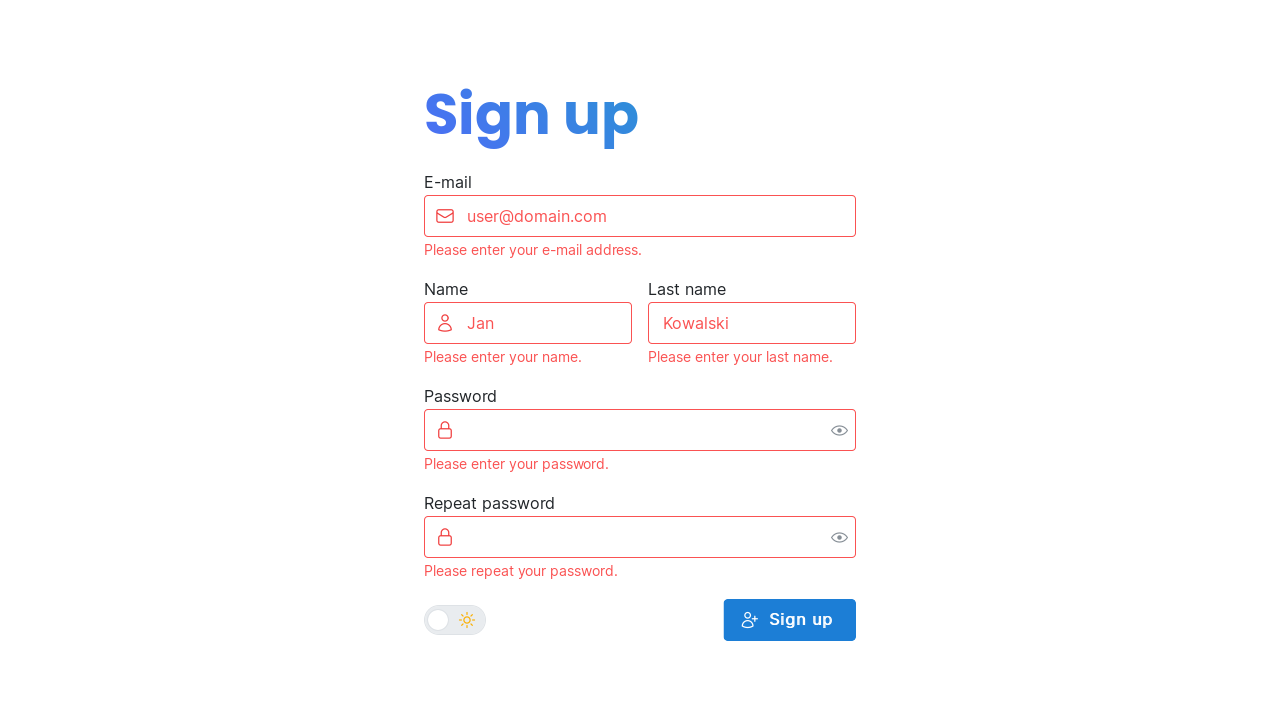 Sign up
E-mail
user@domain.com
Please enter your e-mail address.
Name
Last name
Jan
Kowalski
Please enter your name.
Please enter your last name.
Password
Please enter your password.
Repeat password
Please repeat your password.
Sign up